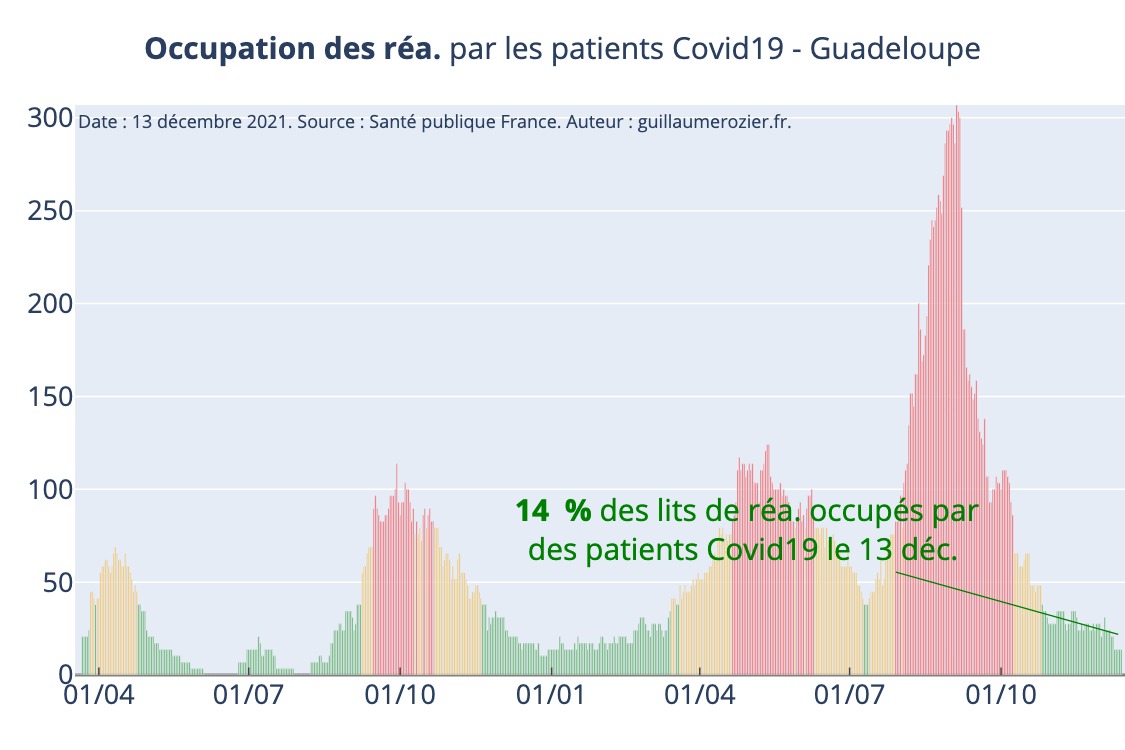 Occupation des réa. par les patients Covid19 - Guadeloupe
300
Date : 13 décembre 2021. Source : Santé publique France. Auteur : guillaumerozier.fr.
250
200
150
100
14 % des lits de réa. occupés par
des patients Covid19 le 13 déc.
50
0
01/04 01/07 01/10 01/01 01/04 01/07 01/10